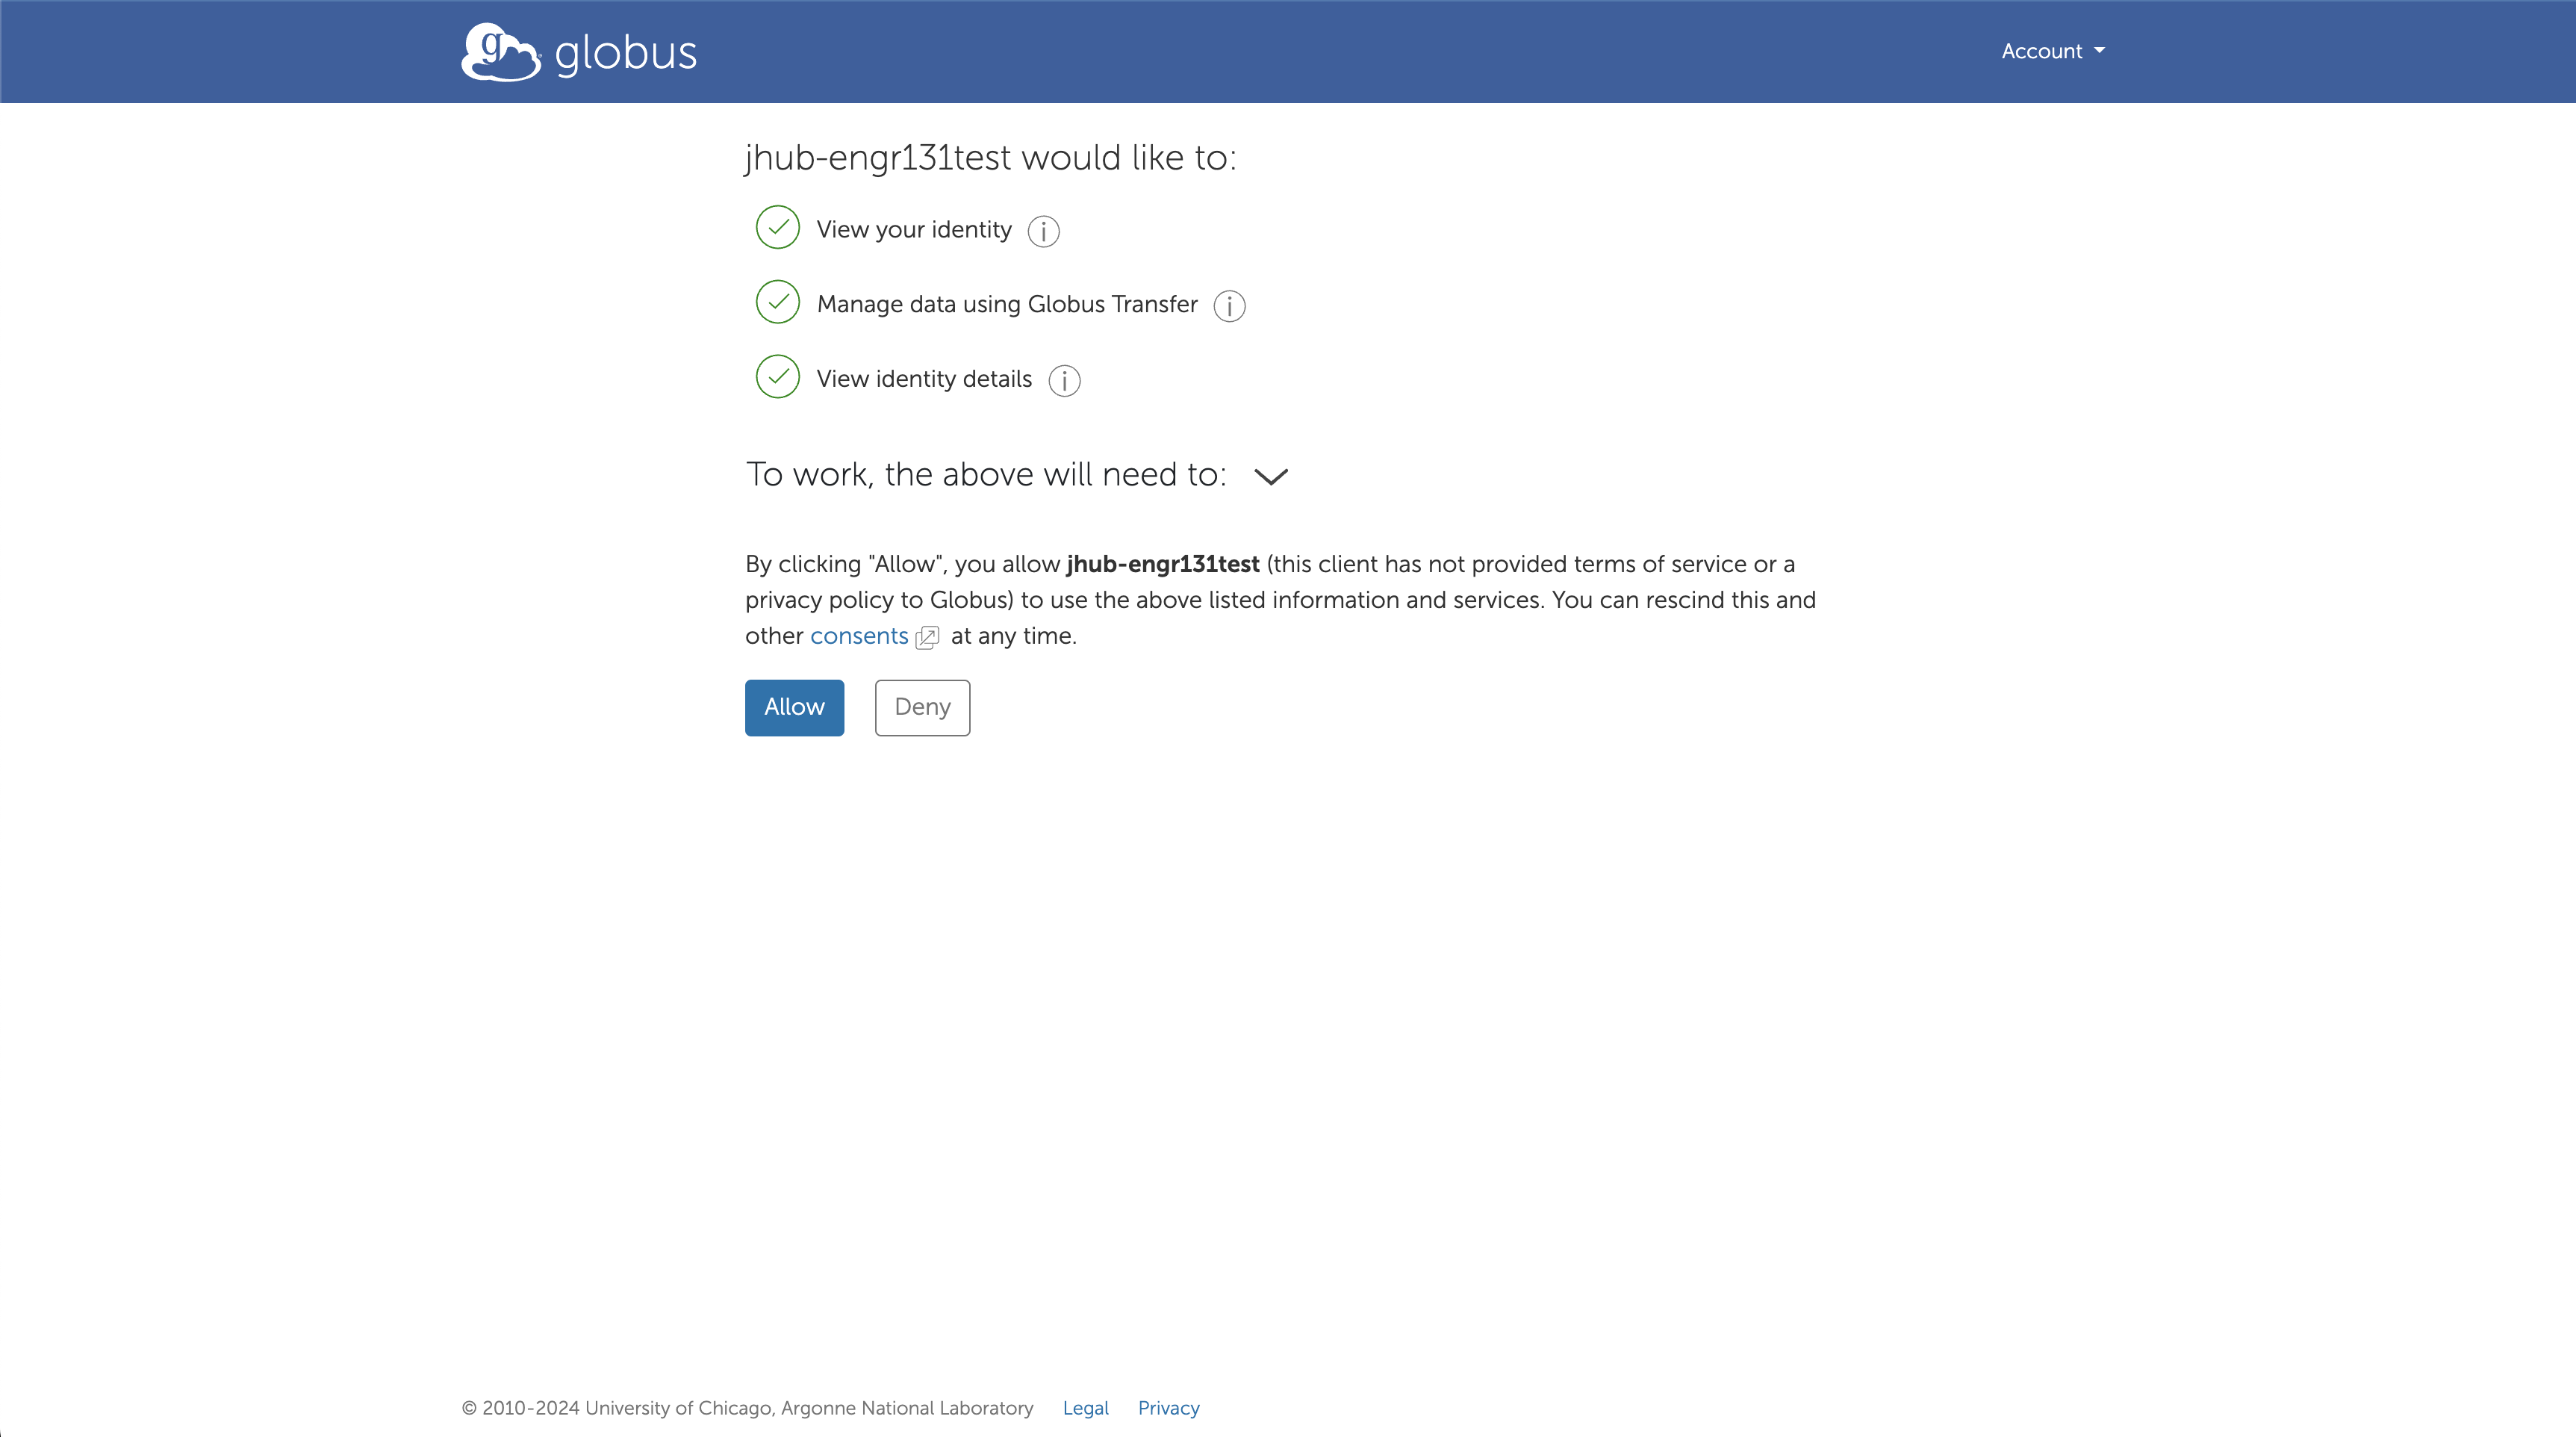 globus
Account
jhub-engr131test would like to:
View your identity
Manage data using Globus Transfer
View identity details
To work, the above will need to:
By clicking "Allow", you allow jhub-engr131test (this client has not provided terms of service or a
privacy policy to Globus) to use the above listed information and services. You can rescind this and
other consents at any time.
Allow Deny
© 2010-2024 University of Chicago, Argonne National Laboratory Legal Privacy